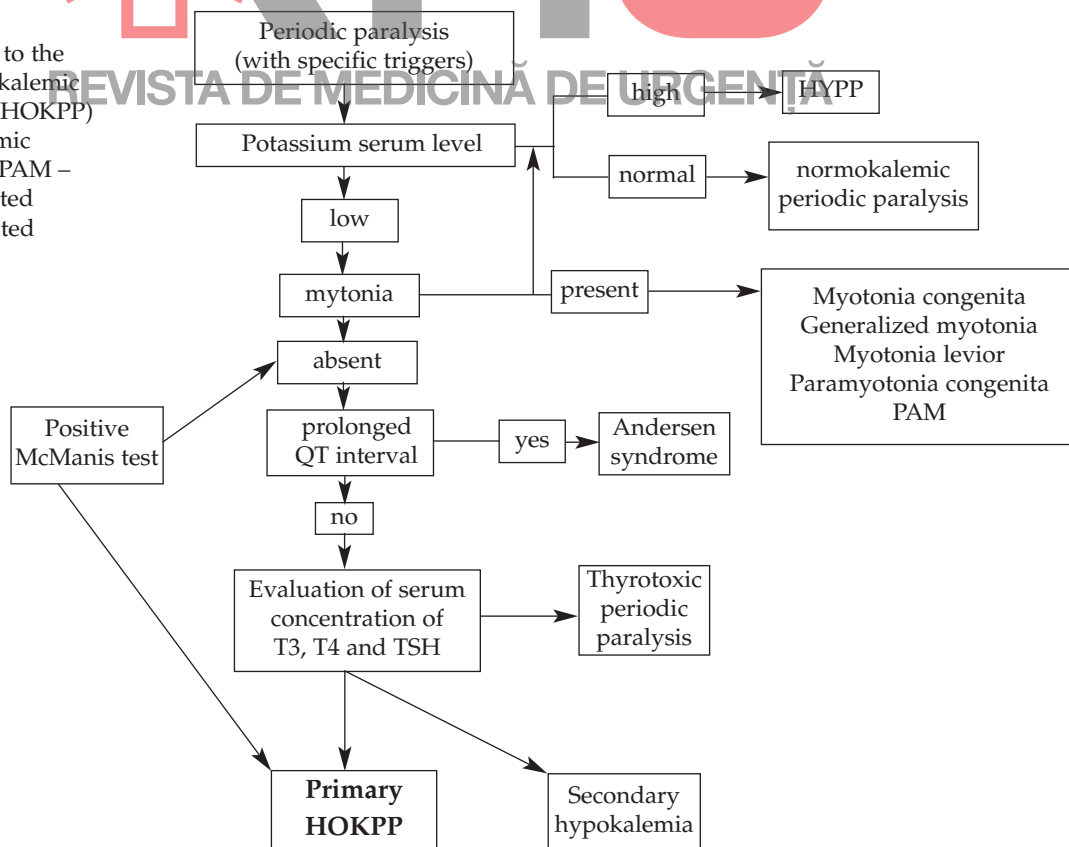 to the
kalemic
HOKPP)
mic
PAM –
ted
ted
REVISTA DE MEDICINĂ DE URGENȚĂ
Periodic paralysis
(with specific triggers)
high
HYPP
Potassium serum level
normal
normokalemic
periodic paralysis
low
mytonia
present
Myotonia congenita
Generalized myotonia
Myotonia levior
Paramyotonia congenita
PAM
absent
Positive
McManis test
prolonged
QT interval
yes
Andersen
syndrome
no
Evaluation of serum
concentration of
T3, T4 and TSH
Thyrotoxic
periodic
paralysis
Primary
HOKPP
Secondary
hypokalemia